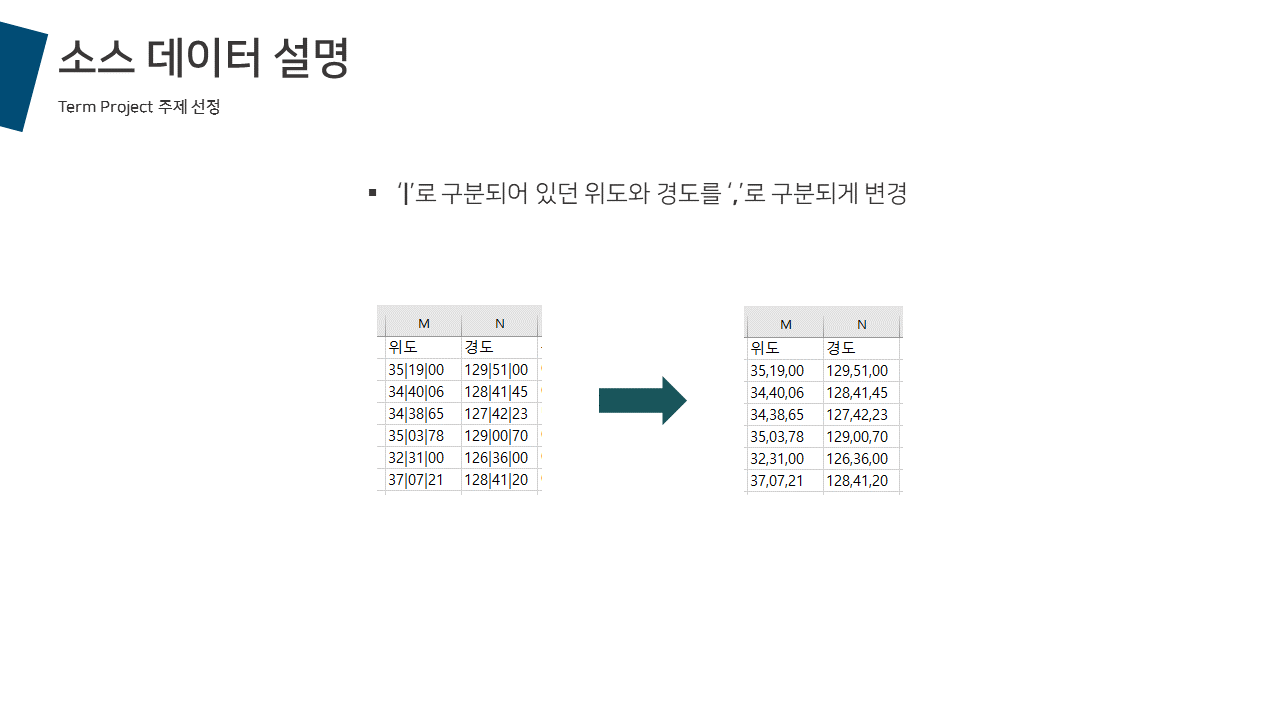 소스 데이터 설명
Term Project 주제 선정
▪ ‘|’로 구분되어 있던 위도와 경도를 ‘,’로 구분되게 변경
M N
위도 경도
35|19|00 129|51|00
34|40|06 128|41|45
34|38|65 127|42|23
35|03|78 129|00|70
32|31|00 126|36|00
37|07|21 128|41|20
M N
위도 경도
35,19,00 129,51,00
34,40,06 128,41,45
34,38,65 127,42,23
35,03,78 129,00,70
32,31,00 126,36,00
37,07,21 128,41,20